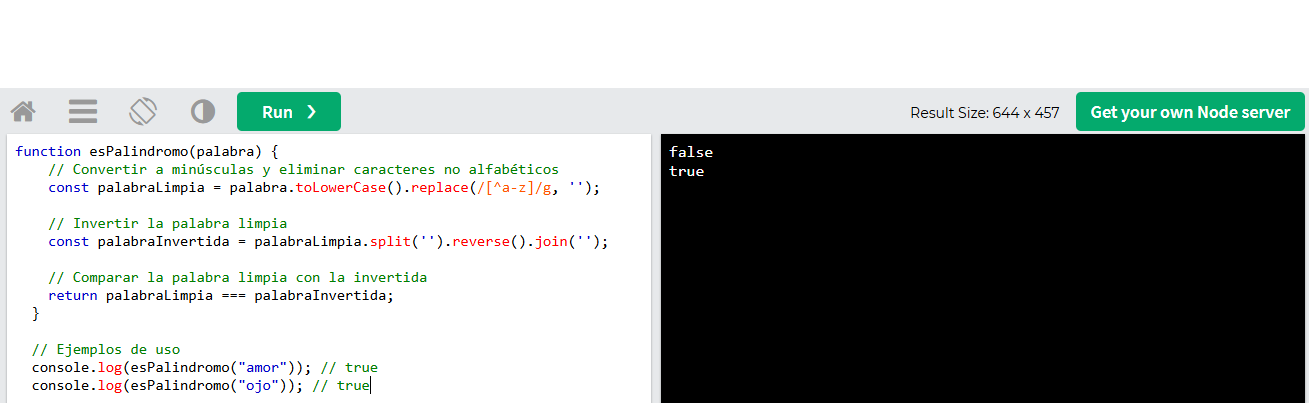 Run ❯
Result Size: 644 x 457
Get your own Node server
function esPalindromo(palabra) {
    // Convertir a minúsculas y eliminar caracteres no alfabéticos
    const palabraLimpia = palabra.toLowerCase().replace(/[^a-z]/g, '');
    // Invertir la palabra limpia
    const palabraInvertida = palabraLimpia.split('').reverse().join('');
    // Comparar la palabra limpia con la invertida
    return palabraLimpia === palabraInvertida;
  }
  // Ejemplos de uso
  console.log(esPalindromo("amor")); // true
  console.log(esPalindromo("ojo")); // true
false
true